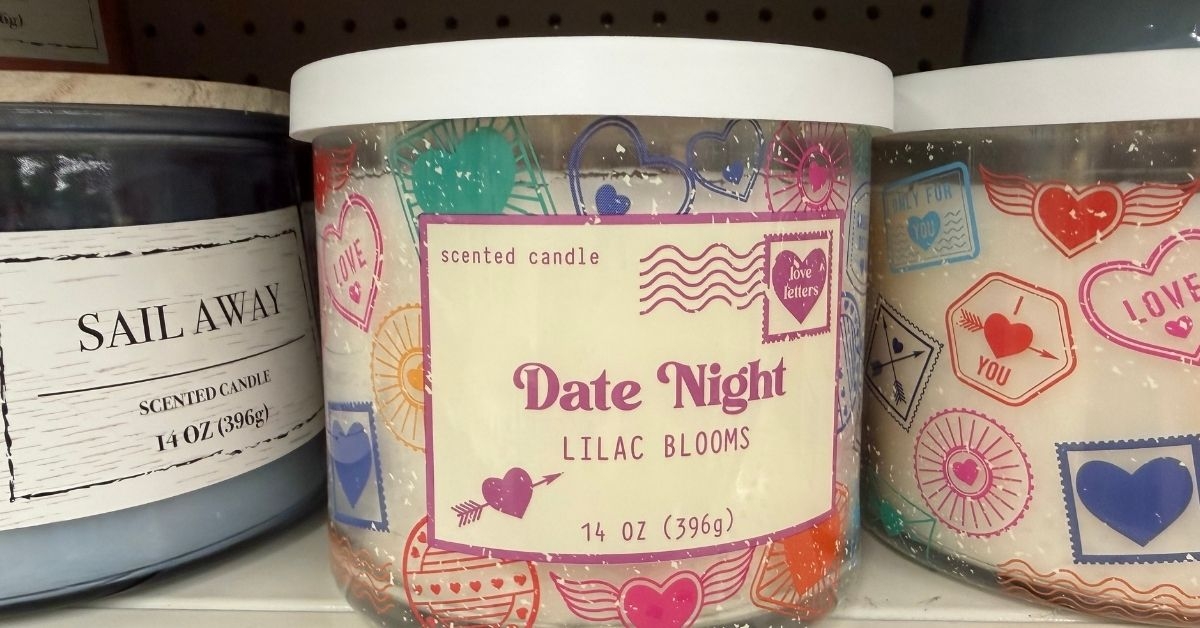 6g)
SAIL AWAY
SCENTED CANDLE
14 OZ (396g)
LOVE
scented candle
love
letters
Date Night
LILAC BLOOMS
14 OZ (396g)
ONLY FOR
YOU
I
YOU
LOVE